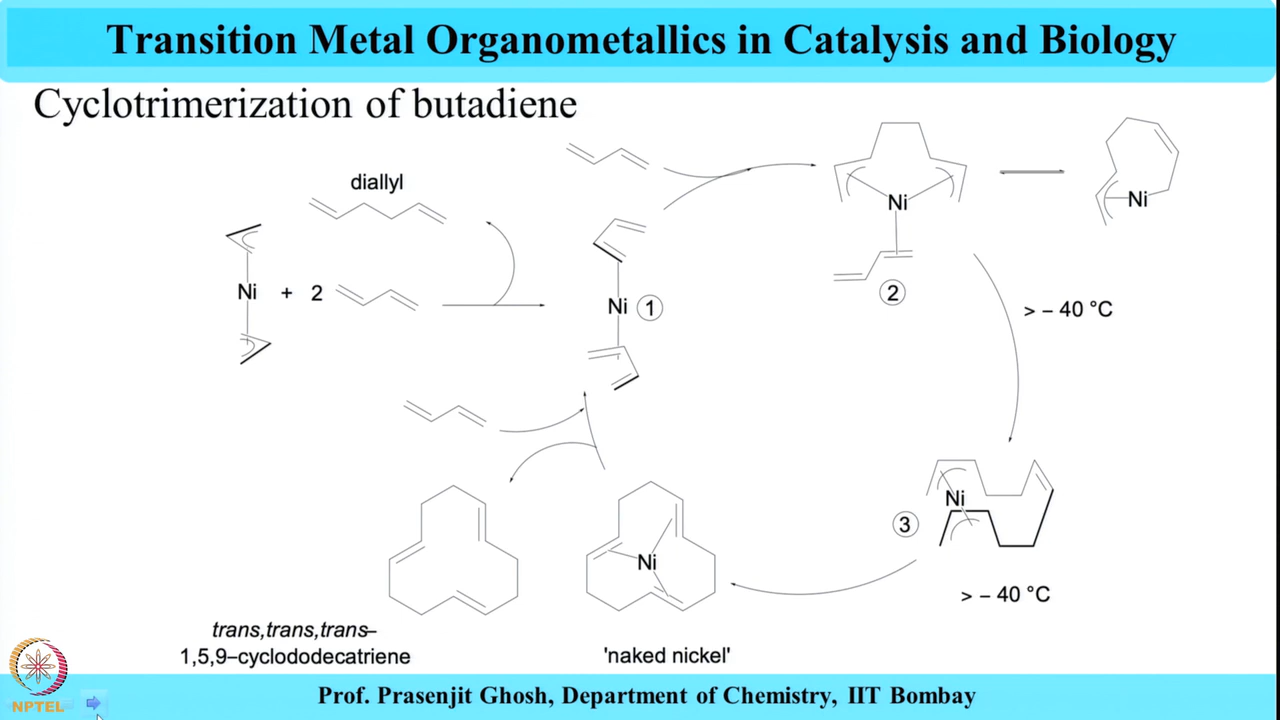 Transition Metal Organometallics in Catalysis and Biology
Cyclotrimerization of butadiene
diallyl
Ni + 2
Ni 1
Ni
2
Ni
> – 40 °C
Ni
3
> – 40 °C
Ni
trans,trans,trans–
1,5,9–cyclododecatriene
'naked nickel'
NPTEL
Prof. Prasenjit Ghosh, Department of Chemistry, IIT Bombay